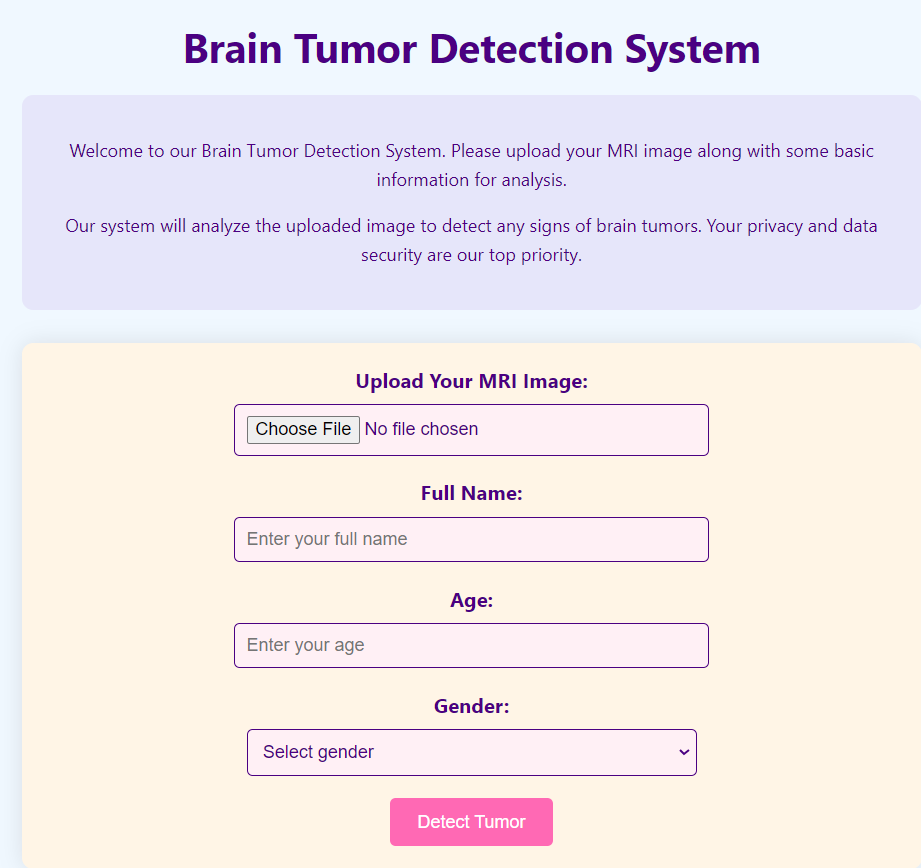 Brain Tumor Detection System
Welcome to our Brain Tumor Detection System. Please upload your MRI image along with some basic
information for analysis.
Our system will analyze the uploaded image to detect any signs of brain tumors. Your privacy and data
security are our top priority.
Upload Your MRI Image:
Choose File No file chosen
Full Name:
Enter your full name
Age:
Enter your age
Gender:
Select gender
Detect Tumor